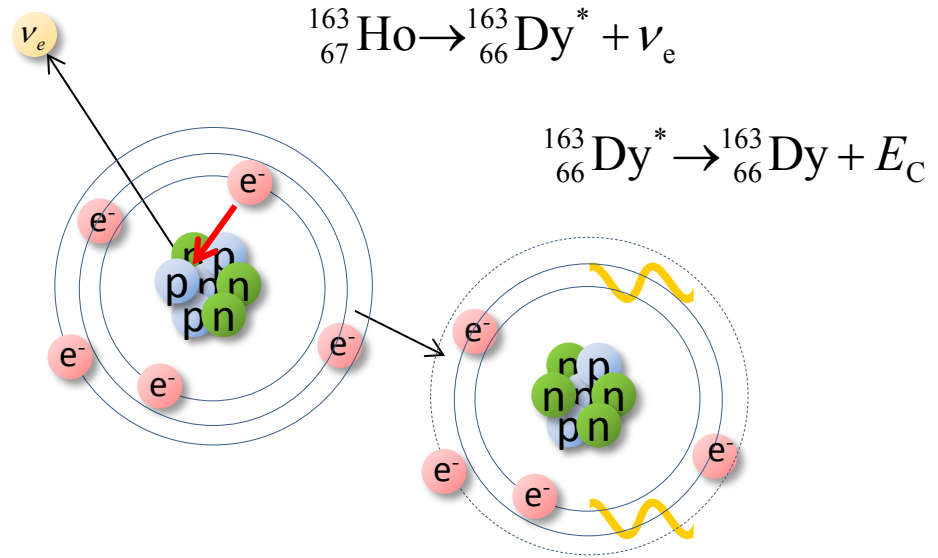 νₑ
¹⁶³₆₇Ho→¹⁶³₆₆Dy* + νₑ
¹⁶³₆₆Dy* → ¹⁶³₆₆Dy + E_C
e⁻
e⁻
n p
p n n
p n
e⁻
e⁻
e⁻
e⁻
n p
n n n
p n
e⁻
e⁻
e⁻